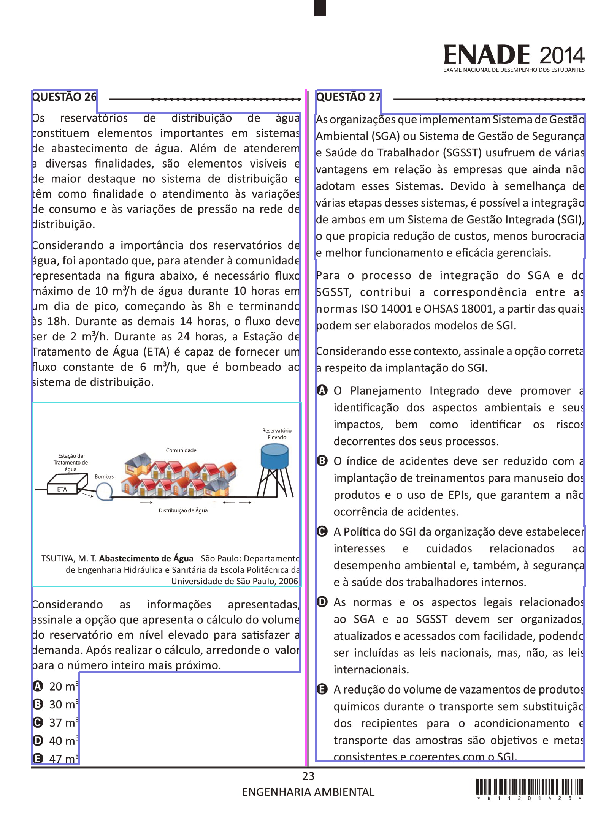 ENADE 2014
EXAME NACIONAL DE DESEMPENHO DOS ESTUDANTES
QUESTÃO 26
Os reservatórios de distribuição de água
constituem elementos importantes em sistemas
de abastecimento de água. Além de atenderem
a diversas finalidades, são elementos visíveis e
de maior destaque no sistema de distribuição e
têm como finalidade o atendimento às variações
de consumo e às variações de pressão na rede de
distribuição.
Considerando a importância dos reservatórios de
água, foi apontado que, para atender à comunidade
representada na figura abaixo, é necessário fluxo
máximo de 10 m³/h de água durante 10 horas em
um dia de pico, começando às 8h e terminando
às 18h. Durante as demais 14 horas, o fluxo deve
ser de 2 m³/h. Durante as 24 horas, a Estação de
Tratamento de Água (ETA) é capaz de fornecer um
fluxo constante de 6 m³/h, que é bombeado ao
sistema de distribuição.
Reservatório
Elevado
Comunidade
Estação de
Tratamento de
água
Bombas
ETA
Distribuição de água
TSUTIYA, M. T. Abastecimento de Água São Paulo: Departamento
de Engenharia Hidráulica e Sanitária da Escola Politécnica da
Universidade de São Paulo, 2006
Considerando as informações apresentadas,
assinale a opção que apresenta o cálculo do volume
do reservatório em nível elevado para satisfazer a
demanda. Após realizar o cálculo, arredonde o valor
para o número inteiro mais próximo.
A 20 m³
B 30 m³
C 37 m³
D 40 m³
E 47 m³
QUESTÃO 27
As organizações que implementam Sistema de Gestão
Ambiental (SGA) ou Sistema de Gestão de Segurança
e Saúde do Trabalhador (SGSST) usufruem de várias
vantagens em relação às empresas que ainda não
adotam esses Sistemas. Devido à semelhança de
várias etapas desses sistemas, é possível a integração
de ambos em um Sistema de Gestão Integrada (SGI),
o que propicia redução de custos, menos burocracia
e melhor funcionamento e eficácia gerenciais.
Para o processo de integração do SGA e do
SGSST, contribui a correspondência entre as
normas ISO 14001 e OHSAS 18001, a partir das quais
podem ser elaborados modelos de SGI.
Considerando esse contexto, assinale a opção correta
a respeito da implantação do SGI.
A O Planejamento Integrado deve promover a
identificação dos aspectos ambientais e seus
impactos, bem como identificar os riscos
decorrentes dos seus processos.
B O índice de acidentes deve ser reduzido com a
implantação de treinamentos para manuseio dos
produtos e o uso de EPIs, que garantem a não
ocorrência de acidentes.
C A Política do SGI da organização deve estabelecer
interesses e cuidados relacionados ao
desempenho ambiental e, também, à segurança
e à saúde dos trabalhadores internos.
D As normas e os aspectos legais relacionados
ao SGA e ao SGSST devem ser organizados,
atualizados e acessados com facilidade, podendo
ser incluídas as leis nacionais, mas, não, as leis
internacionais.
E A redução do volume de vazamentos de produtos
químicos durante o transporte sem substituição
dos recipientes para o acondicionamento e
transporte das amostras são objetivos e metas
consistentes e coerentes com o SGI.
23
ENGENHARIA AMBIENTAL